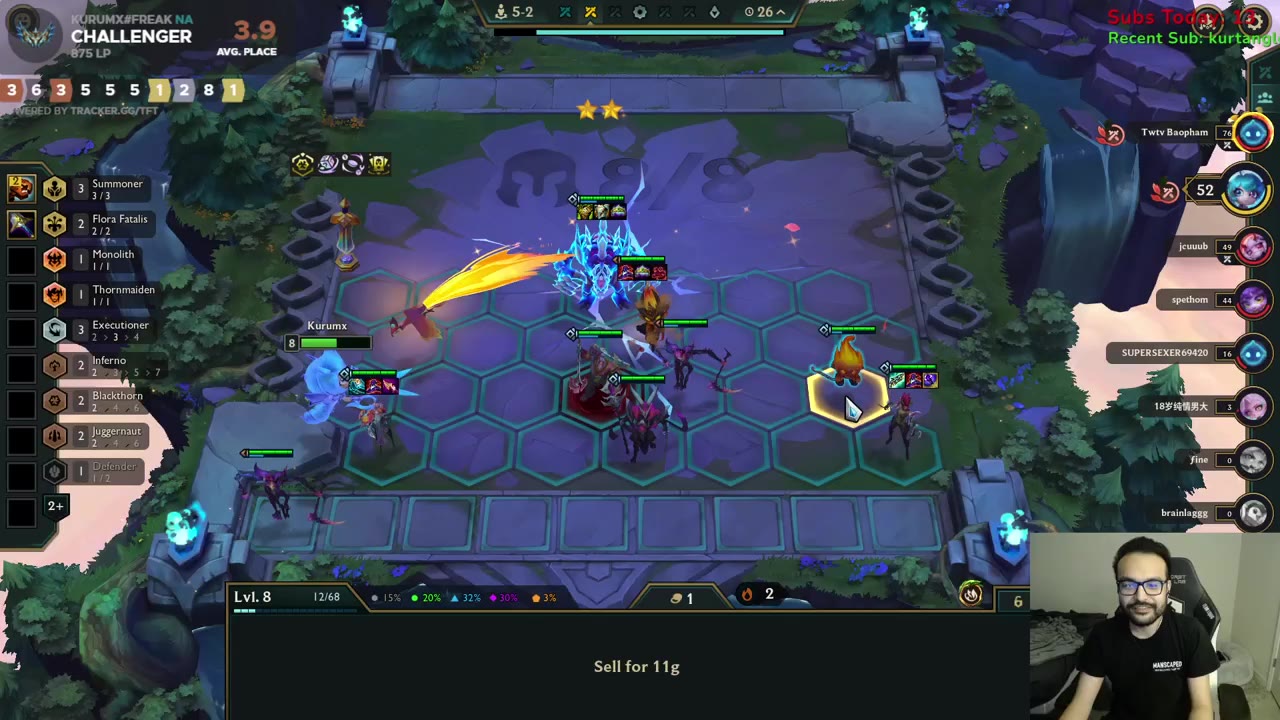 KURUMX#FREAK NA
CHALLENGER
875 LP
3.9
AVG. PLACE
3 6 3 5 5 5 1 2 8 1
POWERED BY TRACKER.GG/TFT
5-2
26
Subs Today: 13
Recent Sub: kurtangl
8/8
3 Summoner
3 / 3
2 Flora Fatalis
2 / 2
1 Monolith
1 / 1
1 Thornmaiden
1 / 1
3 Executioner
2 > 3 > 4
2 Inferno
2 > 3 > 5 > 7
2 Blackthorn
2 > 4 > 6
2 Juggernaut
2 > 4 > 6
1 Defender
1 / 2
2+
Kurumx
8
Twtv Baopham 76
52
jcuuub 49
spethom 44
SUPERSEXER69420 16
18岁纯情男大 3
fine 0
brainlaggg 0
Lvl. 8 12/68 15% 20% 32% 30% 3%
1
2
6
Sell for 11g
MANSCAPED